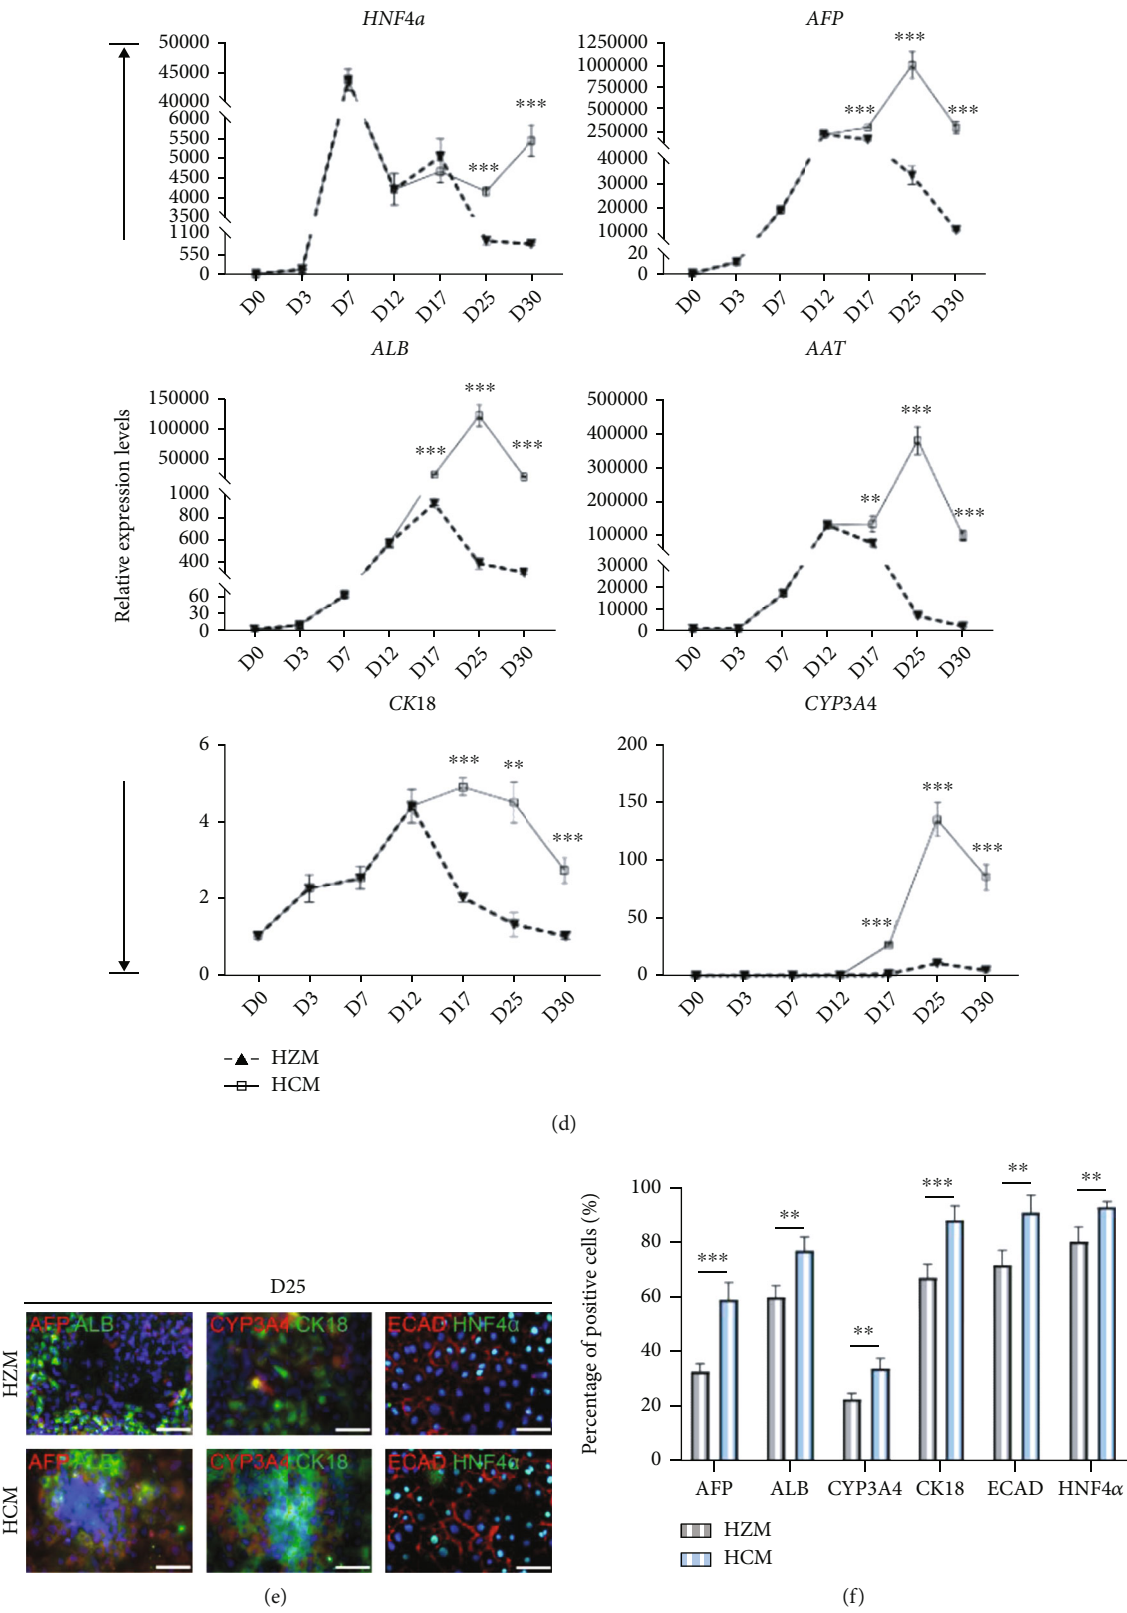 HNF4a
50000
45000
40000
6000
5500
5000
4500
4000
3500
1100
550
0
***
***
D0 D3 D7 D12 D17 D25 D30
AFP
1250000
1000000
750000
500000
250000
40000
30000
20000
10000
20
0
***
***
***
D0 D3 D7 D12 D17 D25 D30
Relative expression levels
ALB
150000
100000
50000
1000
800
600
400
60
30
0
***
***
***
D0 D3 D7 D12 D17 D25 D30
AAT
500000
400000
300000
200000
100000
30000
20000
10000
0
***
**
***
D0 D3 D7 D12 D17 D25 D30
CK18
6
4
2
0
***
**
***
D0 D3 D7 D12 D17 D25 D30
CYP3A4
200
150
100
50
0
***
***
***
D0 D3 D7 D12 D17 D25 D30
HZM
HCM
(d)
D25
HZM
AFP ALB
CYP3A4 CK18
ECAD HNF4α
HCM
AFP ALB
CYP3A4 CK18
ECAD HNF4α
(e)
Percentage of positive cells (%)
100
80
60
40
20
0
***
**
**
***
**
**
AFP ALB CYP3A4 CK18 ECAD HNF4α
HZM
HCM
(f)